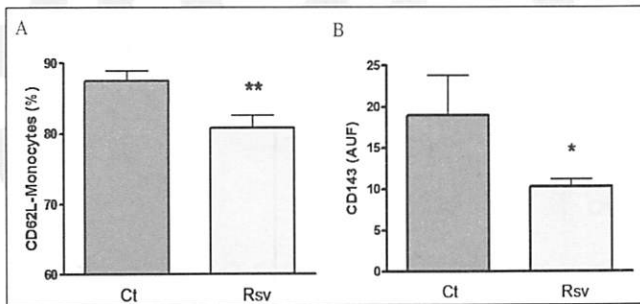 A
CD62L-Monocytes (%)
90
80
70
60
**
Ct
Rsv
B
CD143 (AUF)
25
20
15
10
5
0
*
Ct
Rsv